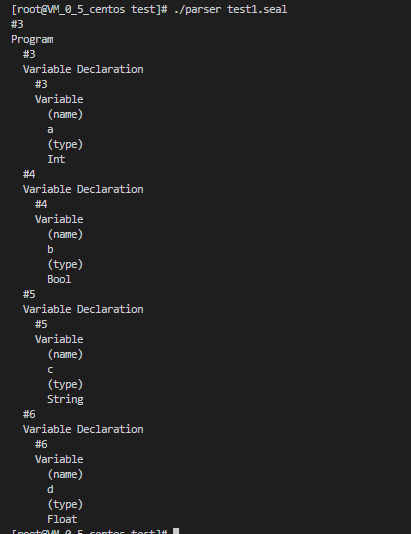 [root@VM_0_5_centos test]# ./parser test1.seal
#3
Program
  #3
  Variable Declaration
    #3
    Variable
      (name)
      a
      (type)
      Int
  #4
  Variable Declaration
    #4
    Variable
      (name)
      b
      (type)
      Bool
  #5
  Variable Declaration
    #5
    Variable
      (name)
      c
      (type)
      String
  #6
  Variable Declaration
    #6
    Variable
      (name)
      d
      (type)
      Float
[root@VM_0_5_centos test]#